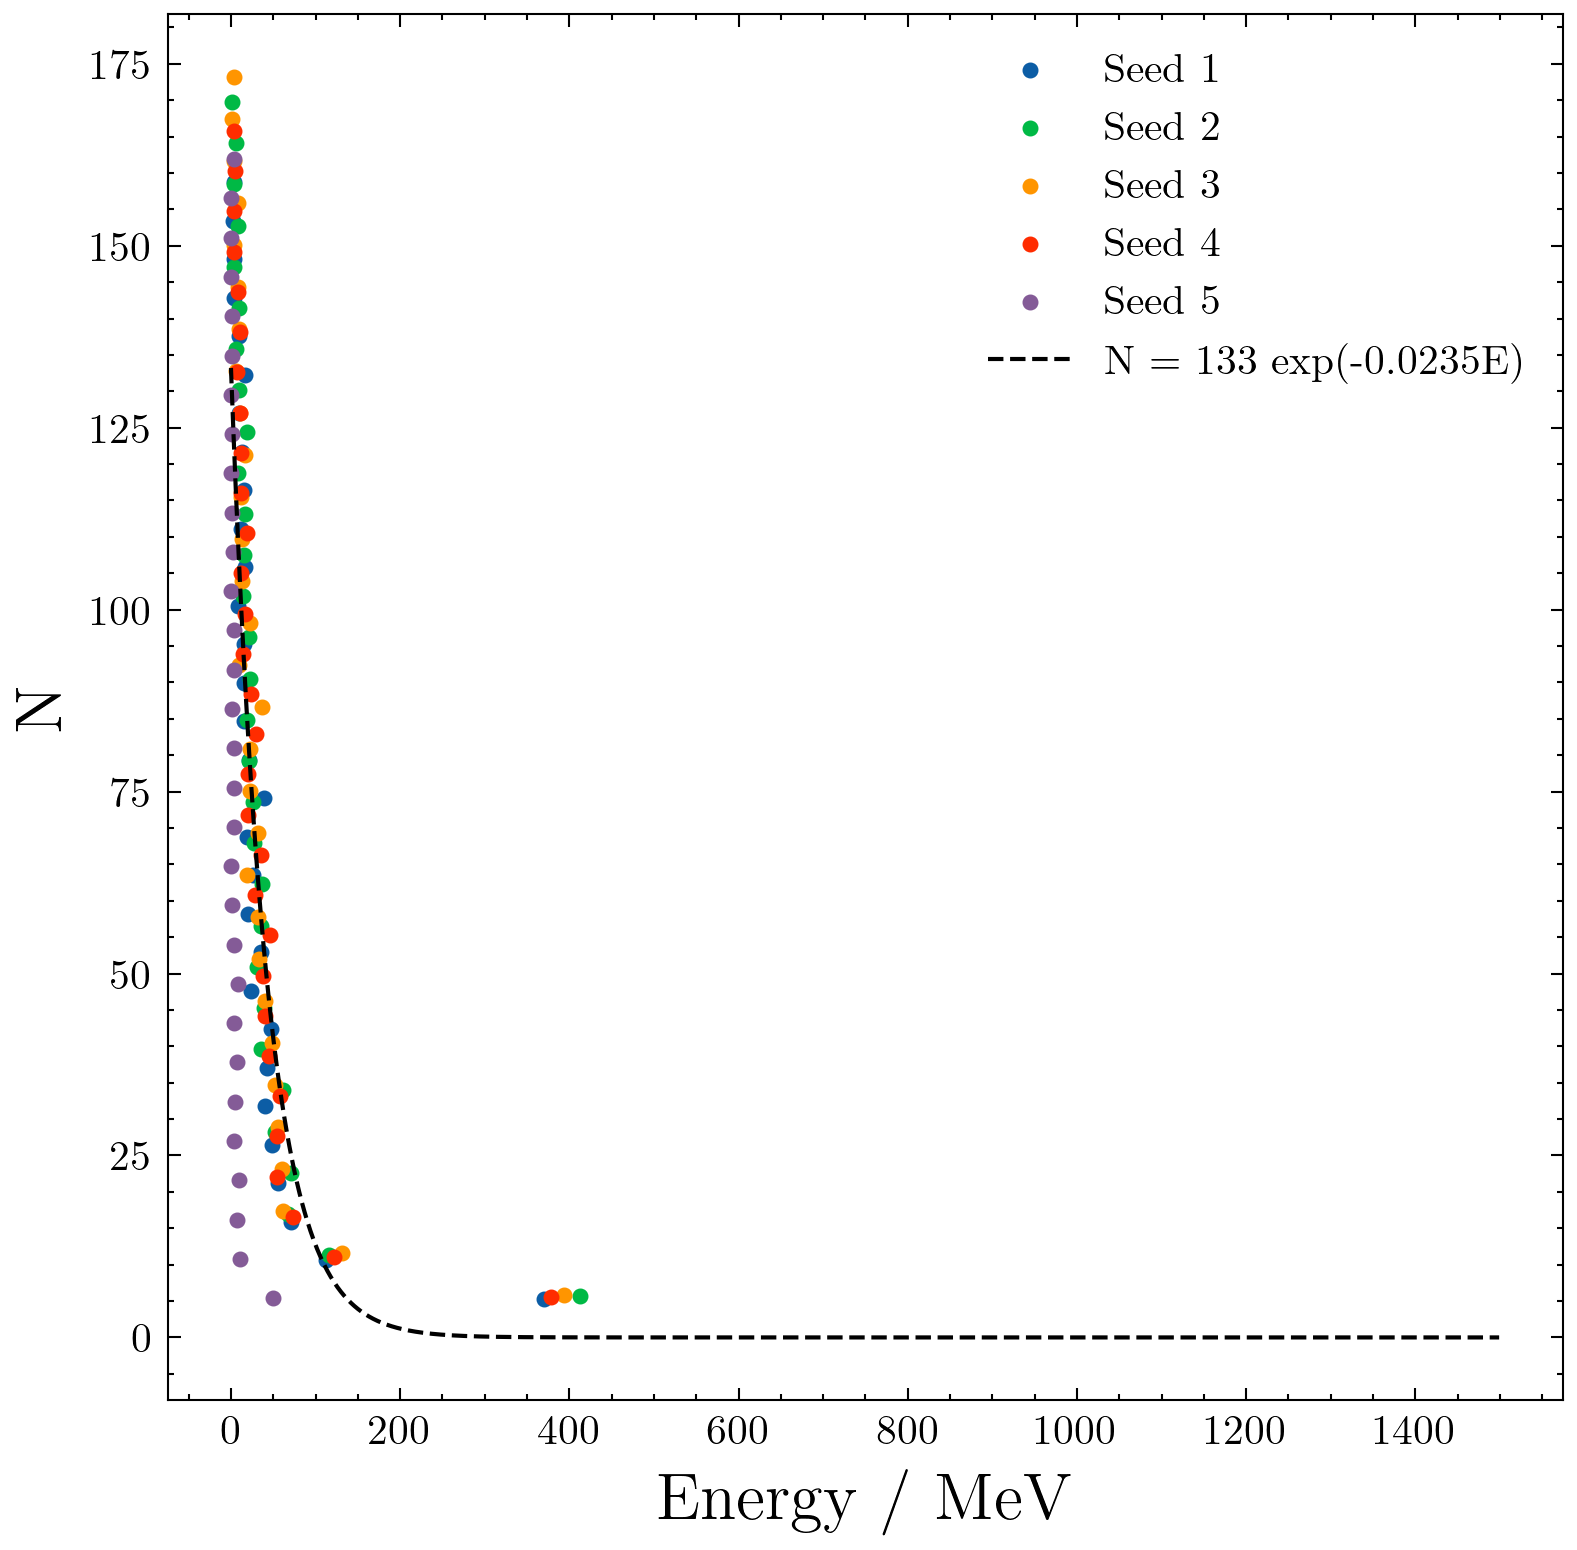 175
150
125
100
75
50
25
0
N
Seed 1
Seed 2
Seed 3
Seed 4
Seed 5
N = 133 exp(-0.0235E)
0 200 400 600 800 1000 1200 1400
Energy / MeV